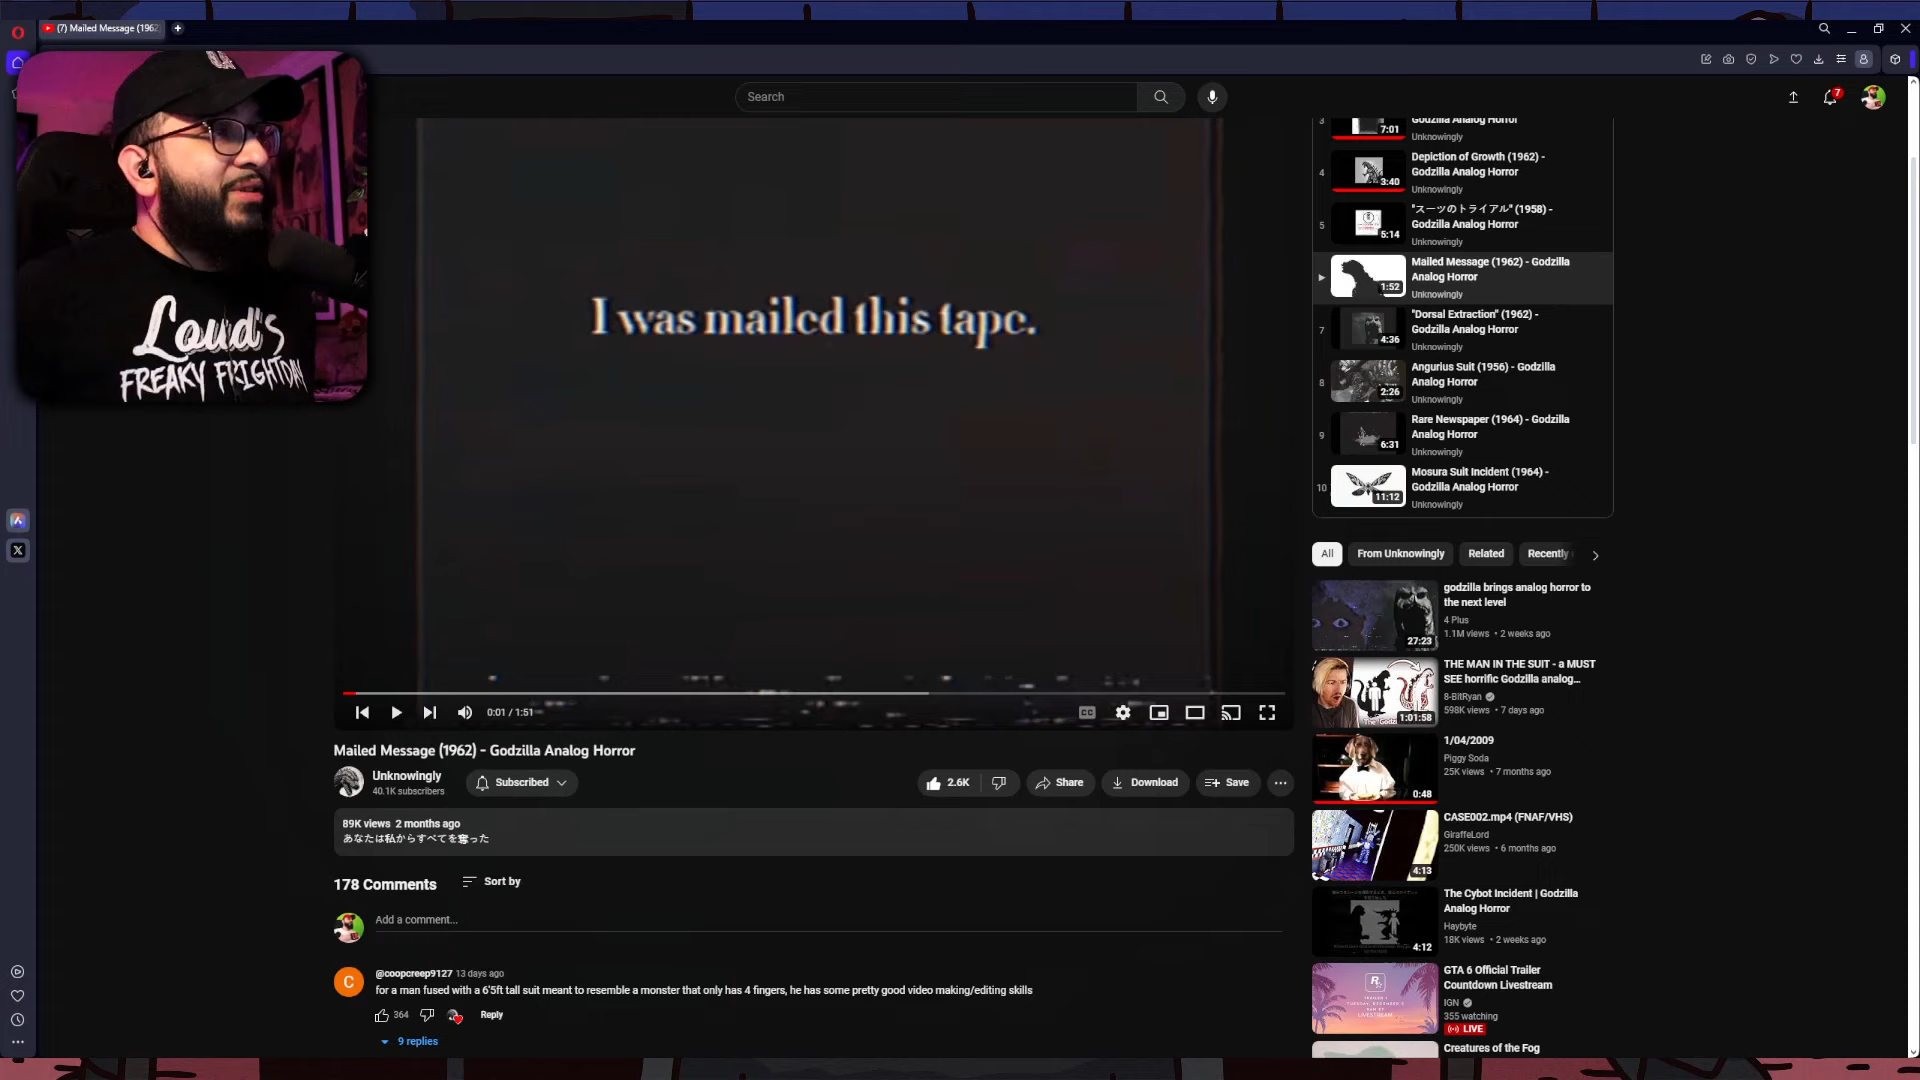 (7) Mailed Message (1962
Search
7
I was mailed this tape.
Loud's
FREAKY FRIGHTDAY
0:01 / 1:51
Mailed Message (1962) - Godzilla Analog Horror
Unknowingly
40.1K subscribers
Subscribed
2.6K
Share
Download
Save
89K views 2 months ago
あなたは私からすべてを奪った
178 Comments
Sort by
Add a comment...
C
@coopcreep9127 13 days ago
for a man fused with a 6'5ft tall suit meant to resemble a monster that only has 4 fingers, he has some pretty good video making/editing skills
364
Reply
9 replies
3
7:01
Godzilla Analog Horror
Unknowingly
4
3:40
Depiction of Growth (1962) -
Godzilla Analog Horror
Unknowingly
5
5:14
"スーツのトライアル" (1958) -
Godzilla Analog Horror
Unknowingly
1:52
Mailed Message (1962) - Godzilla
Analog Horror
Unknowingly
7
4:36
"Dorsal Extraction" (1962) -
Godzilla Analog Horror
Unknowingly
8
2:26
Angurius Suit (1956) - Godzilla
Analog Horror
Unknowingly
9
6:31
Rare Newspaper (1964) - Godzilla
Analog Horror
Unknowingly
10
11:12
Mosura Suit Incident (1964) -
Godzilla Analog Horror
Unknowingly
All
From Unknowingly
Related
Recently
27:23
godzilla brings analog horror to
the next level
4 Plus
1.1M views • 2 weeks ago
1:01:58
THE MAN IN THE SUIT - a MUST
SEE horrific Godzilla analog...
8-BitRyan
598K views • 7 days ago
0:48
1/04/2009
Piggy Soda
25K views • 7 months ago
4:13
CASE002.mp4 (FNAF/VHS)
GiraffeLord
250K views • 6 months ago
4:12
The Cybot Incident | Godzilla
Analog Horror
Haybyte
18K views • 2 weeks ago
GTA 6 Official Trailer
Countdown Livestream
IGN
355 watching
LIVE
Creatures of the Fog